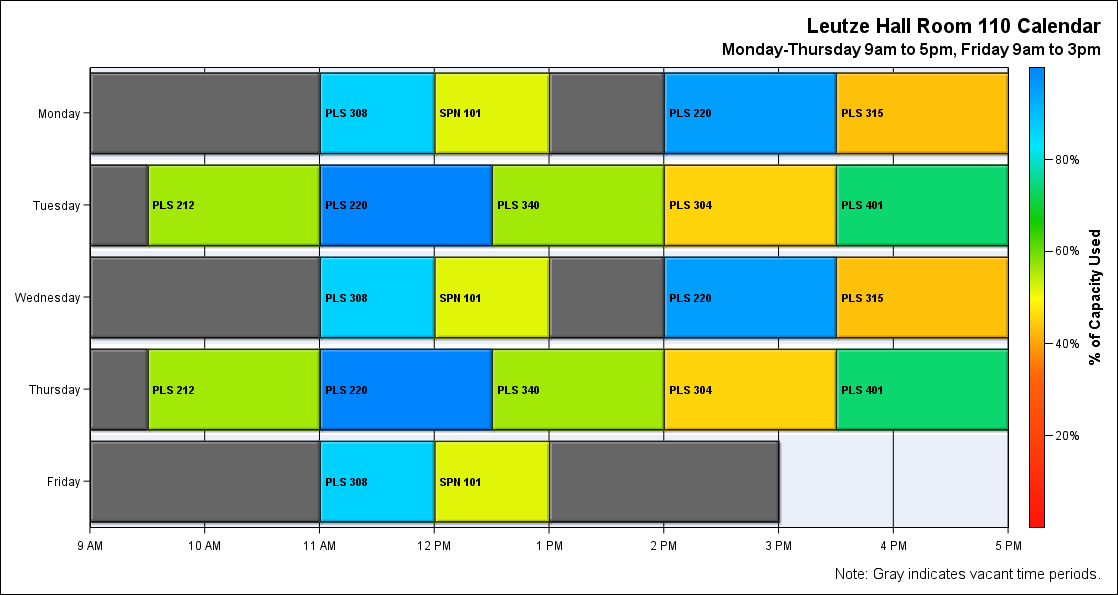 Leutze Hall Room 110 Calendar
Monday-Thursday 9am to 5pm, Friday 9am to 3pm
Monday
PLS 308
SPN 101
PLS 220
PLS 315
Tuesday
PLS 212
PLS 220
PLS 340
PLS 304
PLS 401
Wednesday
PLS 308
SPN 101
PLS 220
PLS 315
Thursday
PLS 212
PLS 220
PLS 340
PLS 304
PLS 401
Friday
PLS 308
SPN 101
9 AM
10 AM
11 AM
12 PM
1 PM
2 PM
3 PM
4 PM
5 PM
80%
60%
40%
20%
% of Capacity Used
Note: Gray indicates vacant time periods.